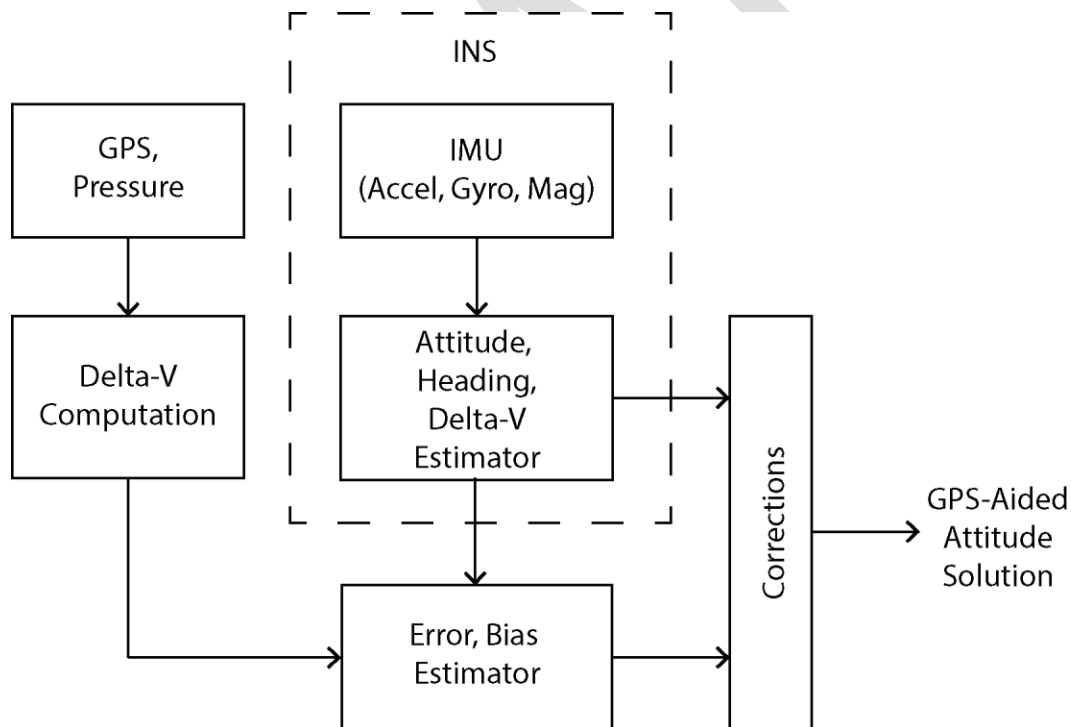 INS
GPS,
Pressure
IMU
(Accel, Gyro, Mag)
Delta-V
Computation
Attitude,
Heading,
Delta-V
Estimator
Error, Bias
Estimator
Corrections
GPS-Aided
Attitude
Solution